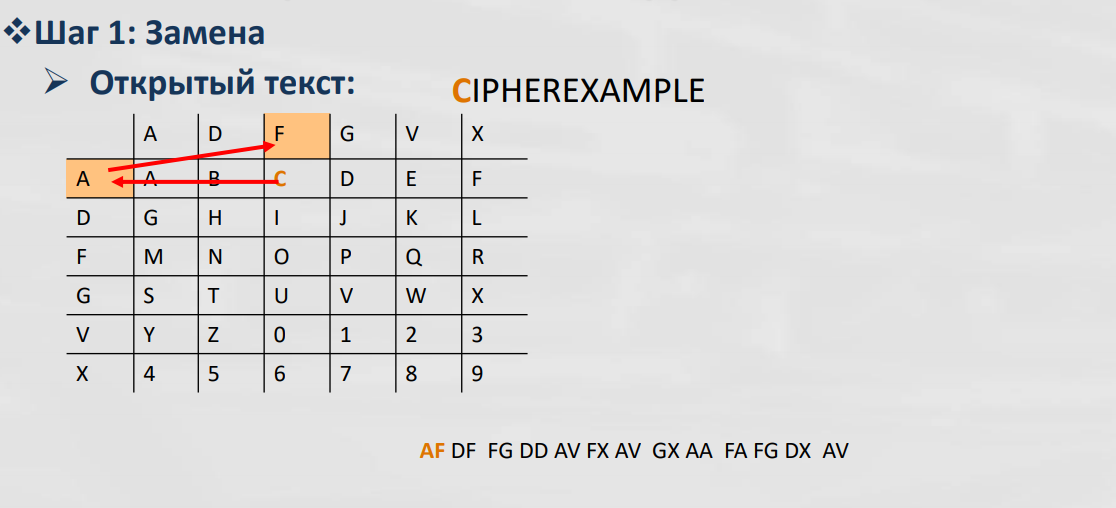 ❖Шаг 1: Замена
➢ Открытый текст:
CIPHEREXAMPLE
A D F G V X
A A B C D E F
D G H I J K L
F M N O P Q R
G S T U V W X
V Y Z 0 1 2 3
X 4 5 6 7 8 9
AF DF FG DD AV FX AV GX AA FA FG DX AV